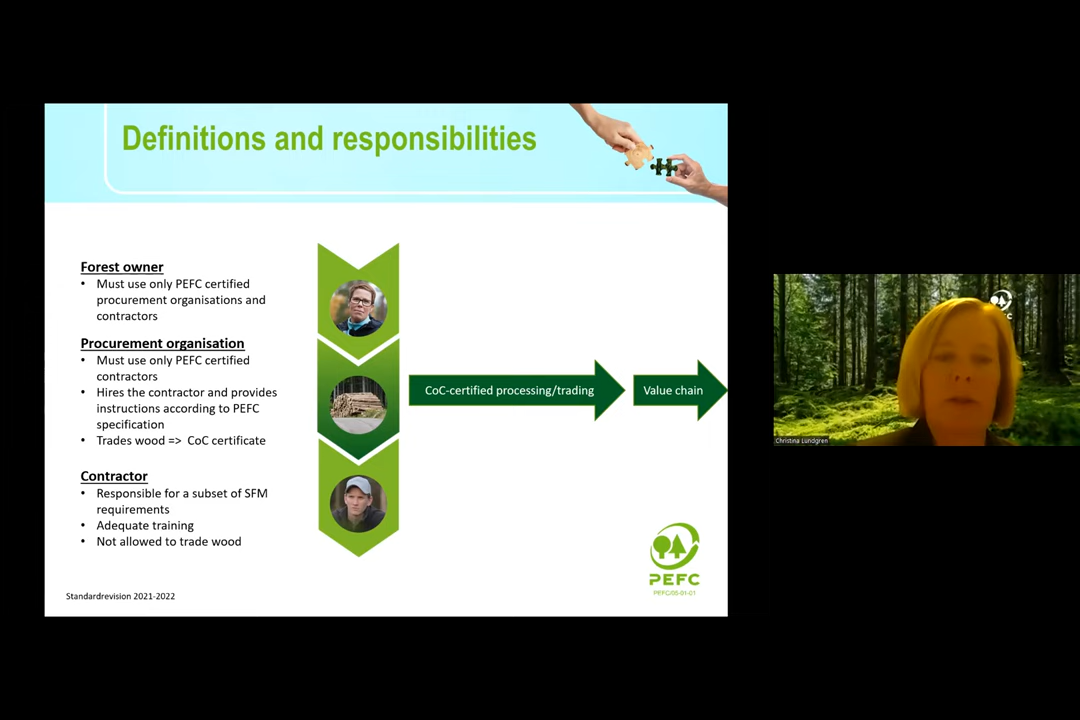 Definitions and responsibilities
Forest owner
• Must use only PEFC certified
procurement organisations and
contractors
Procurement organisation
• Must use only PEFC certified
contractors
• Hires the contractor and provides
instructions according to PEFC
specification
• Trades wood => CoC certificate
Contractor
• Responsible for a subset of SFM
requirements
• Adequate training
• Not allowed to trade wood
CoC-certified processing/trading
Value chain
PEFC
PEFC/05-01-01
Standardrevision 2021-2022
Christina Lundgren